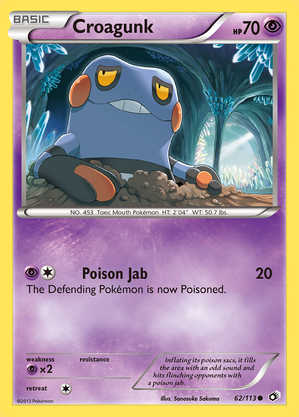 BASIC
Croagunk
HP70
NO. 453 Toxic Mouth Pokémon HT: 2'04" WT: 50.7 lbs.
Poison Jab 20
The Defending Pokémon is now Poisoned.
weakness resistance
×2
retreat
Inflating its poison sacs, it fills
the area with an odd sound and
hits flinching opponents with
a poison jab.
©2013 Pokémon
Illus. Sanosuke Sakuma
62/113